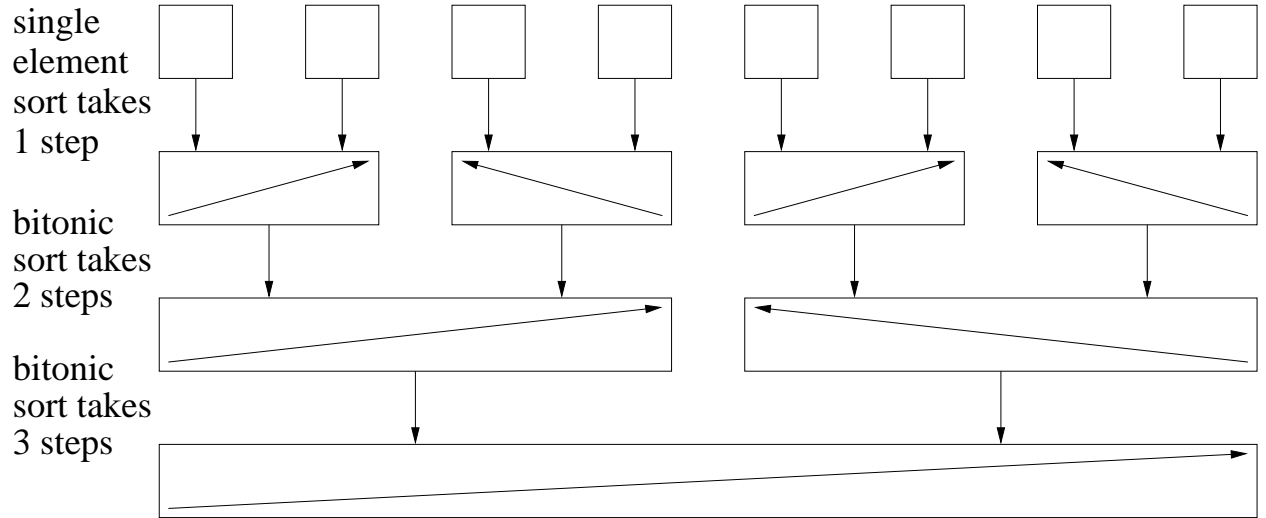 single
element
sort takes
1 step
bitonic
sort takes
2 steps
bitonic
sort takes
3 steps